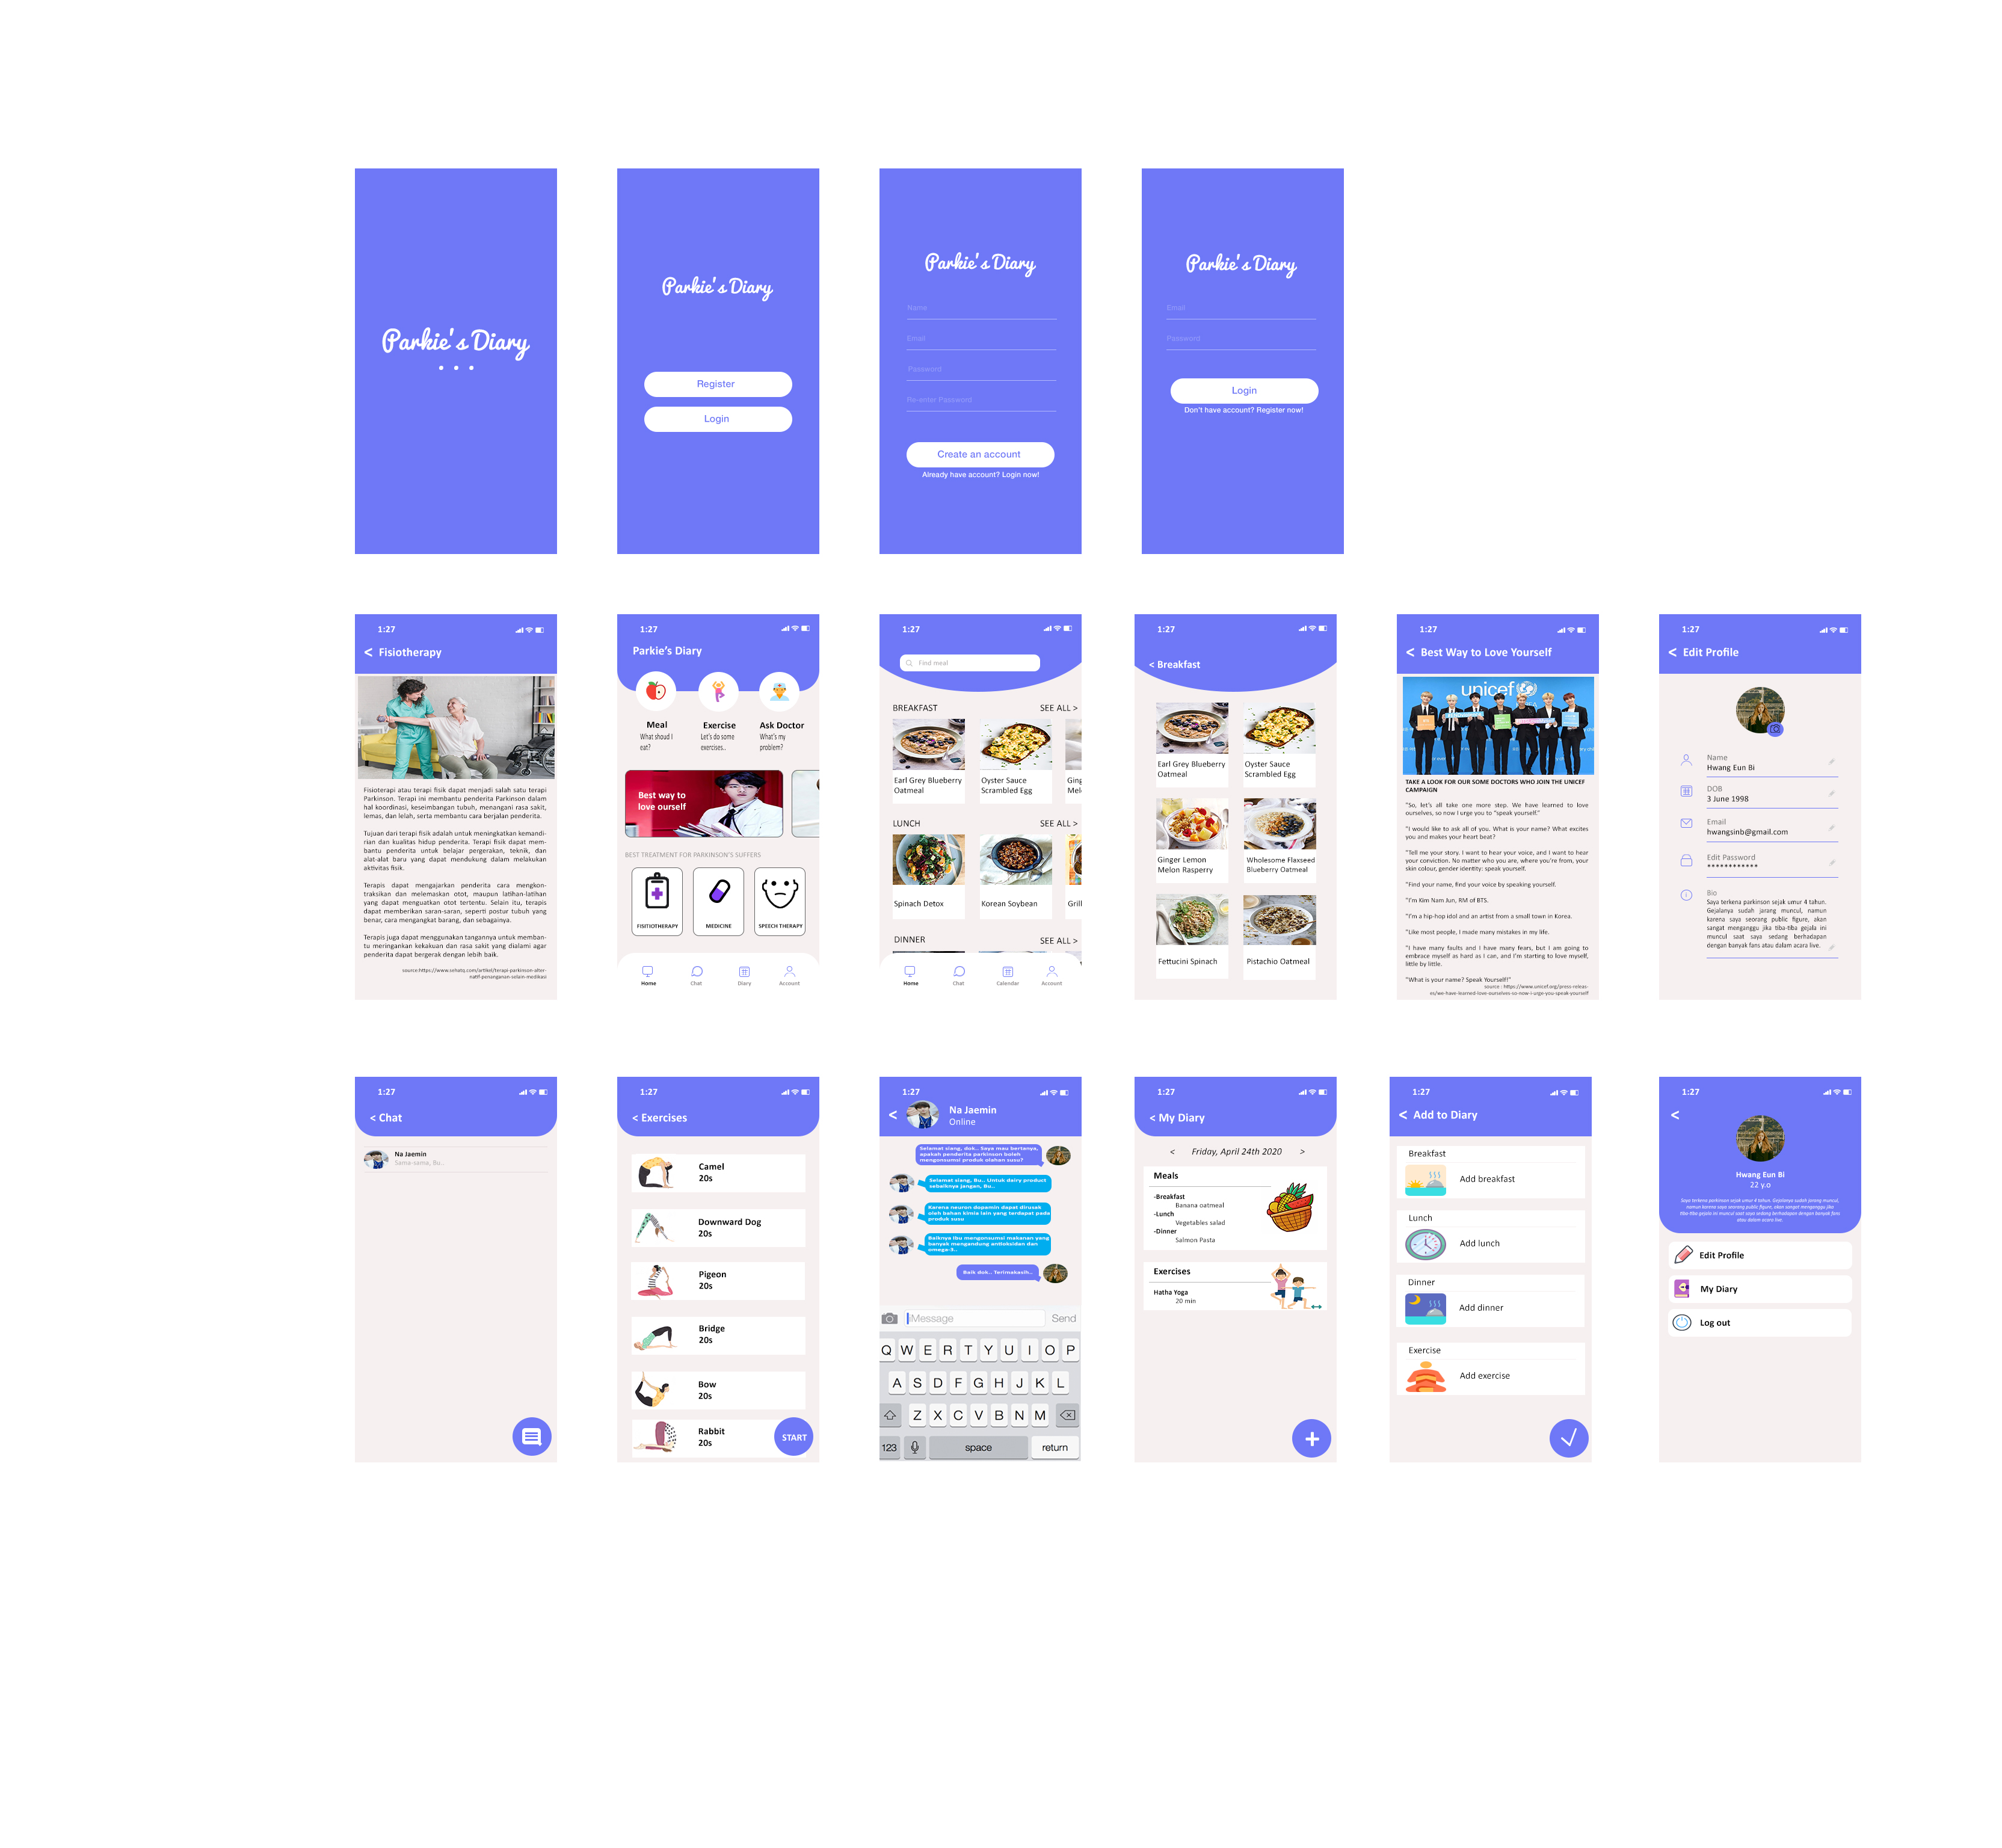 Parkie's Diary
Parkie's Diary
Register
Login
Parkie's Diary
Name
Email
Password
Re-enter Password
Create an account
Already have account? Login now!
Parkie's Diary
Email
Password
Login
Don't have account? Register now!
1:27
< Fisiotherapy
Fisioterapi atau terapi fisik dapat menjadi salah satu terapi
Parkinson. Terapi ini membantu penderita Parkinson dalam
hal koordinasi, keseimbangan tubuh, menangani rasa sakit,
lemas, dan lelah, serta membantu cara berjalan penderita.
Tujuan dari terapi fisik adalah untuk meningkatkan kemandi-
rian dan kualitas hidup penderita. Terapi fisik dapat mem-
bantu penderita untuk belajar pergerakan, teknik, dan
alat-alat baru yang dapat mendukung dalam melakukan
aktivitas fisik.
Terapis dapat mengajarkan penderita cara mengkon-
traksikan dan melemaskan otot, maupun latihan-latihan
yang dapat menguatkan otot tertentu. Selain itu, terapis
dapat memberikan saran-saran, seperti postur tubuh yang
benar, cara mengangkat barang, dan sebagainya.
Terapis juga dapat menggunakan tangannya untuk memban-
tu meringankan kekakuan dan rasa sakit yang dialami agar
penderita dapat bergerak dengan lebih baik.
source:https://www.sehatq.com/artikel/terapi-parkinson-alter-
natif-penanganan-selain-medikasi
1:27
Parkie's Diary
Meal
What shoud I
eat?
Exercise
Let's do some
exercises..
Ask Doctor
What's my
problem?
Best way to
love ourself
BEST TREATMENT FOR PARKINSON'S SUFFERS
FISITIOTHERAPY
MEDICINE
SPEECH THERAPY
Home
Chat
Diary
Account
1:27
Find meal
BREAKFAST
SEE ALL >
Earl Grey Blueberry
Oatmeal
Oyster Sauce
Scrambled Egg
Ging
Mel
LUNCH
SEE ALL >
Spinach Detox
Korean Soybean
Gril
DINNER
SEE ALL >
Home
Chat
Calendar
Account
1:27
< Breakfast
Earl Grey Blueberry
Oatmeal
Oyster Sauce
Scrambled Egg
Ginger Lemon
Melon Rasperry
Wholesome Flaxseed
Blueberry Oatmeal
Fettucini Spinach
Pistachio Oatmeal
1:27
< Best Way to Love Yourself
unicef
TAKE A LOOK FOR OUR SOME DOCTORS WHO JOIN THE UNICEF
CAMPAIGN
"So, let's all take one more step. We have learned to love
ourselves, so now I urge you to "speak yourself."
"I would like to ask all of you. What is your name? What excites
you and makes your heart beat?
"Tell me your story. I want to hear your voice, and I want to hear
your conviction. No matter who you are, where you're from, your
skin colour, gender identity: speak yourself.
"Find your name, find your voice by speaking yourself.
"I'm Kim Nam Jun, RM of BTS.
"I'm a hip-hop idol and an artist from a small town in Korea.
"Like most people, I made many mistakes in my life.
"I have many faults and I have many fears, but I am going to
embrace myself as hard as I can, and I'm starting to love myself,
little by little.
"What is your name? Speak Yourself!"
source : https://www.unicef.org/press-releas-
es/we-have-learned-love-ourselves-so-now-i-urge-you-speak-yourself
1:27
< Edit Profile
Name
Hwang Eun Bi
DOB
3 June 1998
Email
hwangsinb@gmail.com
Edit Password
************
Bio
Saya terkena parkinson sejak umur 4 tahun.
Gejalanya sudah jarang muncul, namun
karena saya seorang public figure, akan
sangat menganggu jika tiba-tiba gejala ini
muncul saat saya sedang berhadapan
dengan banyak fans atau dalam acara live.
1:27
< Chat
Na Jaemin
Sama-sama, Bu...
1:27
< Exercises
Camel
20s
Downward Dog
20s
Pigeon
20s
Bridge
20s
Bow
20s
Rabbit
20s
START
1:27
< Na Jaemin
Online
Selamat siang, dok.. Saya mau bertanya,
apakah penderita parkinson boleh
mengonsumsi produk olahan susu?
Selamat siang, Bu.. Untuk dairy product
sebaiknya jangan, Bu..
Karena neuron dopamin dapat dirusak
oleh bahan kimia lain yang terdapat pada
produk susu
Baiknya Ibu mengonsumsi makanan yang
banyak mengandung antioksidan dan
omega-3..
Baik dok.. Terimakasih..
iMessage
Send
Q W E R T Y U I O P
A S D F G H J K L
Z X C V B N M
123
space
return
1:27
< My Diary
< Friday, April 24th 2020 >
Meals
-Breakfast
Banana oatmeal
-Lunch
Vegetables salad
-Dinner
Salmon Pasta
Exercises
Hatha Yoga
20 min
1:27
< Add to Diary
Breakfast
Add breakfast
Lunch
Add lunch
Dinner
Add dinner
Exercise
Add exercise
1:27
<
Hwang Eun Bi
22 y.o
Saya terkena parkinson sejak umur 4 tahun. Gejalanya sudah jarang muncul,
namun karena saya seorang public figure, akan sangat menganggu jika
tiba-tiba gejala ini muncul saat saya sedang berhadapan dengan banyak fans
atau dalam acara live.
Edit Profile
My Diary
Log out